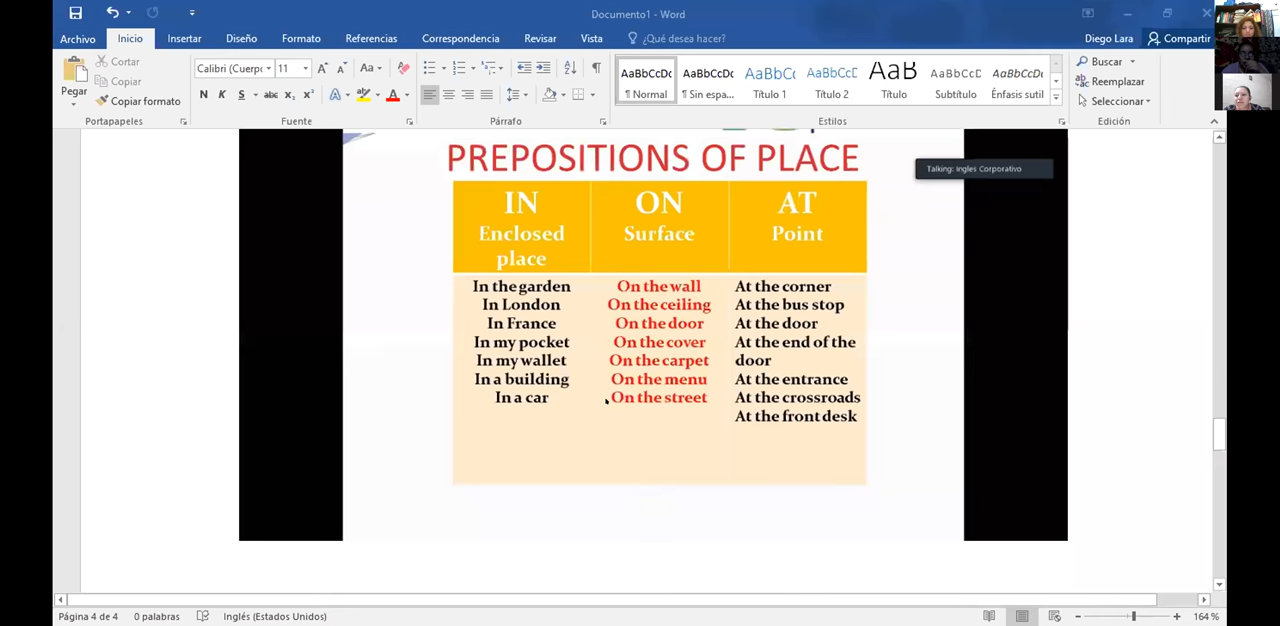 Documento1 - Word
Archivo Inicio Insertar Diseño Formato Referencias Correspondencia Revisar Vista ¿Qué desea hacer? Diego Lara Compartir
Pegar
Cortar
Copiar
Copiar formato
Portapapeles
Calibri (Cuerpo 11
N K S abc x₂ x²
Fuente
Párrafo
AaBbCcDc AaBbCcDc AaBbCc AaBbCcD AaB AaBbCcD AaBbCcDc
¶ Normal ¶ Sin espa... Título 1 Título 2 Título Subtítulo Énfasis sutil
Estilos
Buscar
Reemplazar
Seleccionar
Edición
Talking: Ingles Corporativo
PREPOSITIONS OF PLACE
IN
Enclosed
place
ON
Surface
AT
Point
In the garden
In London
In France
In my pocket
In my wallet
In a building
In a car
On the wall
On the ceiling
On the door
On the cover
On the carpet
On the menu
On the street
At the corner
At the bus stop
At the door
At the end of the
door
At the entrance
At the crossroads
At the front desk
Página 4 de 4 0 palabras Inglés (Estados Unidos) 164 %